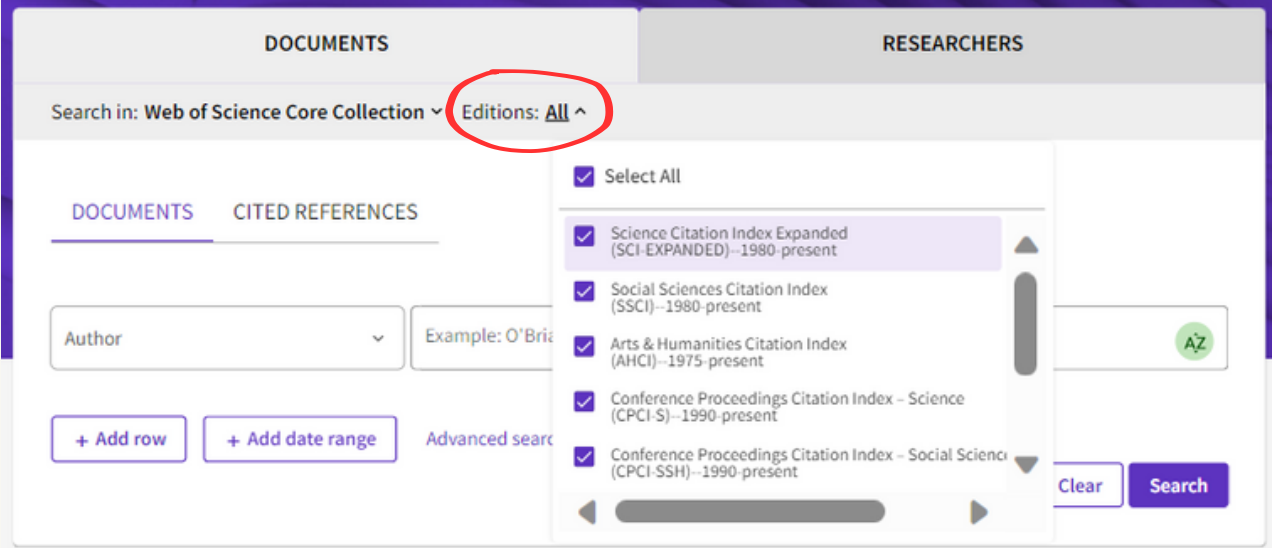 DOCUMENTS
RESEARCHERS
Search in: Web of Science Core Collection
Editions: All
Select All
DOCUMENTS
CITED REFERENCES
Science Citation Index Expanded
(SCI-EXPANDED)--1980-present
Social Sciences Citation Index
(SSCI)--1980-present
Arts & Humanities Citation Index
(AHCI)--1975-present
Conference Proceedings Citation Index – Science
(CPCI-S)--1990-present
Conference Proceedings Citation Index – Social Scienc
(CPCI-SSH)--1990-present
Author
Example: O'Bria
AZ
+ Add row
+ Add date range
Advanced searc
Clear
Search